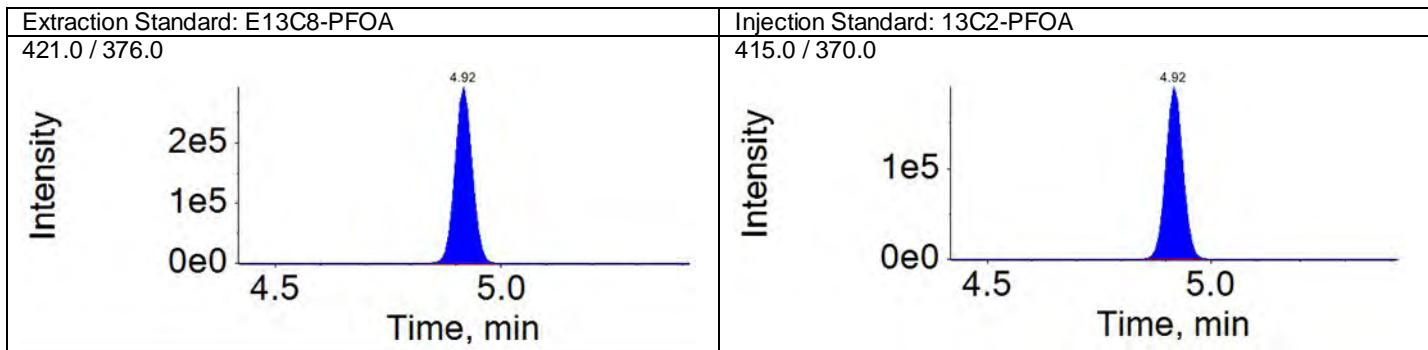 Extraction Standard: E13C8-PFOA
421.0 / 376.0
4.92
Intensity
2e5
1e5
0e0
4.5
5.0
Time, min
Injection Standard: 13C2-PFOA
415.0 / 370.0
4.92
Intensity
1e5
0e0
4.5
5.0
Time, min